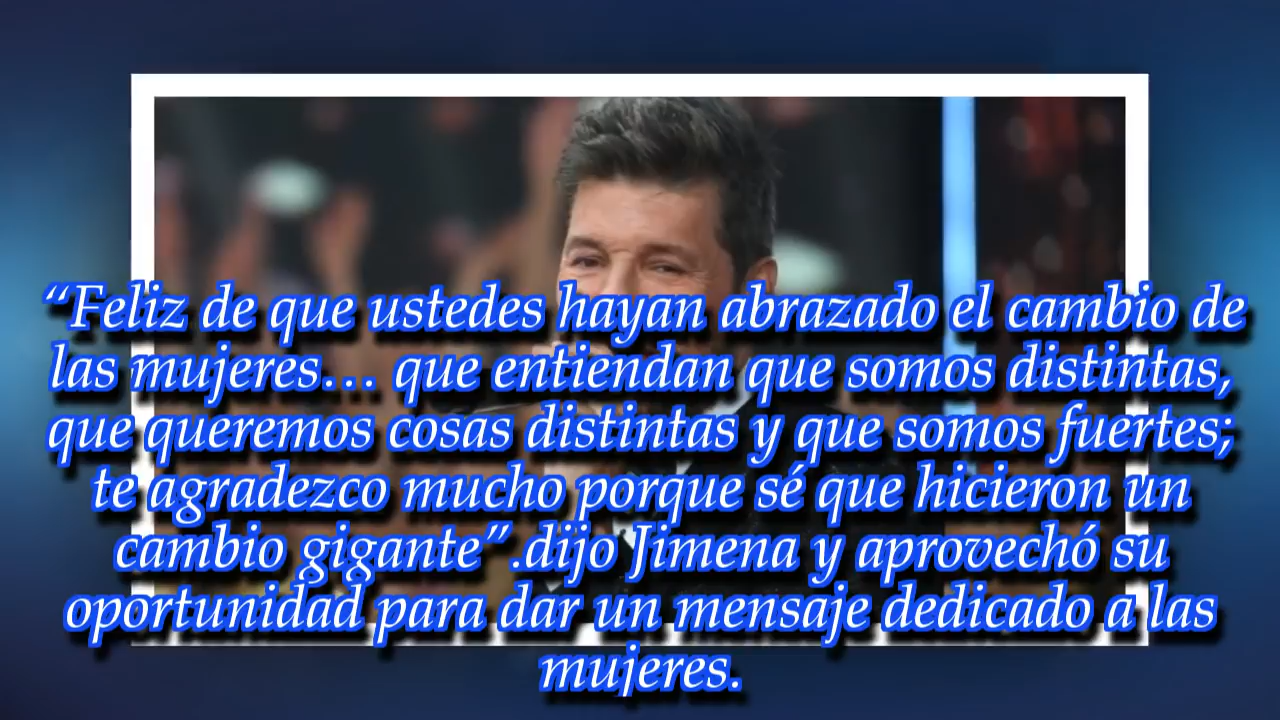 “Feliz de que ustedes hayan abrazado el cambio de
las mujeres… que entiendan que somos distintas,
que queremos cosas distintas y que somos fuertes;
te agradezco mucho porque sé que hicieron un
cambio gigante” .dijo Jimena y aprovechó su
oportunidad para dar un mensaje dedicado a las
mujeres.